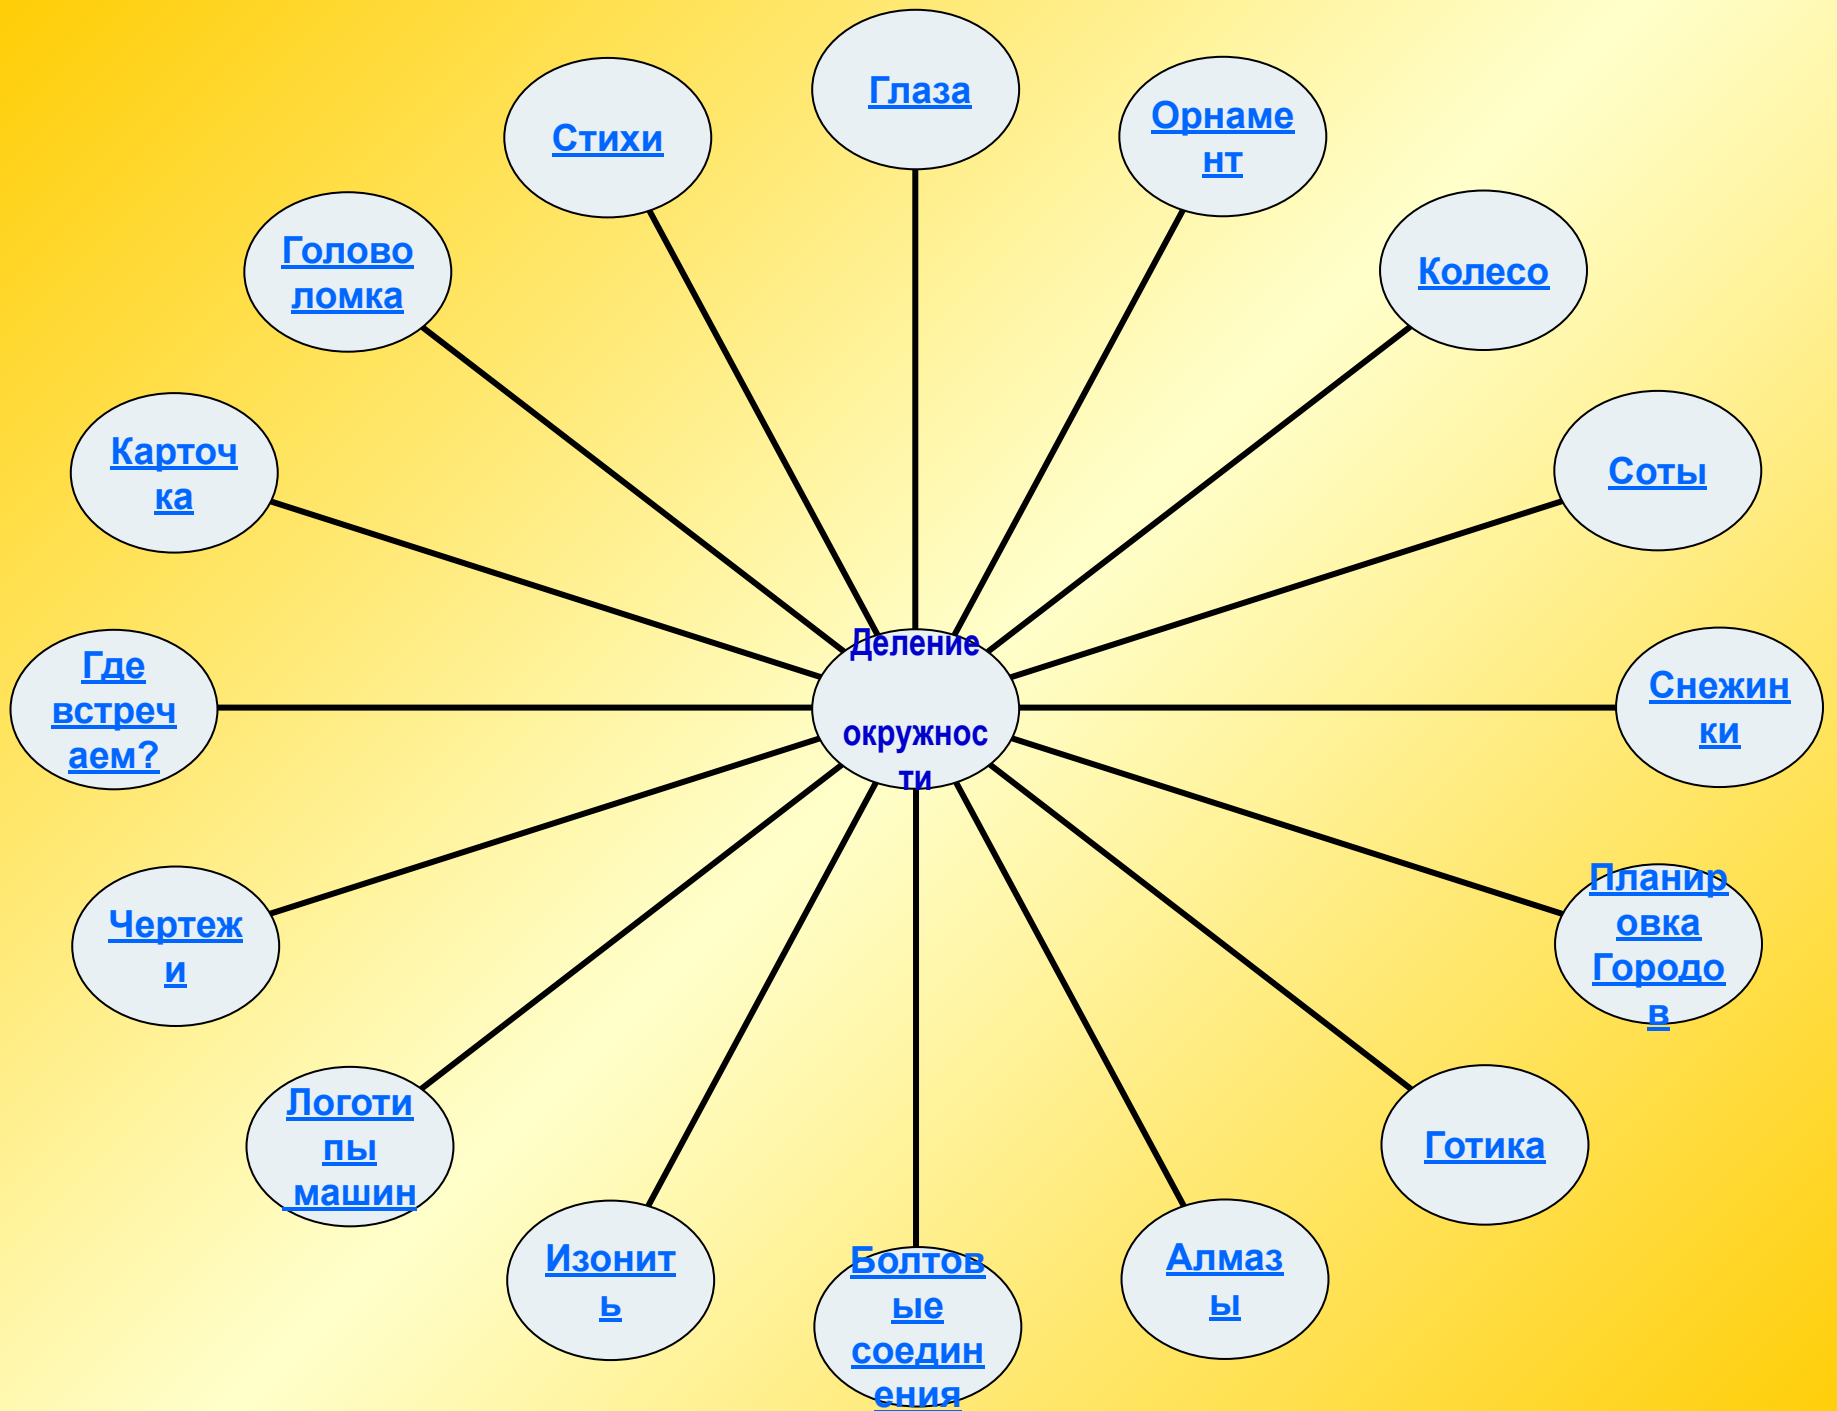 Глаза
Орнаме
нт
Колесо
Соты
Снежин
ки
Планир
овка
Городо
в
Готика
Алмаз
ы
Болтов
ые
соедин
ения
Изонит
ь
Логоти
пы
машин
Чертеж
и
Где
встреч
аем?
Карточ
ка
Голово
ломка
Стихи
Деление
окружнос
ти